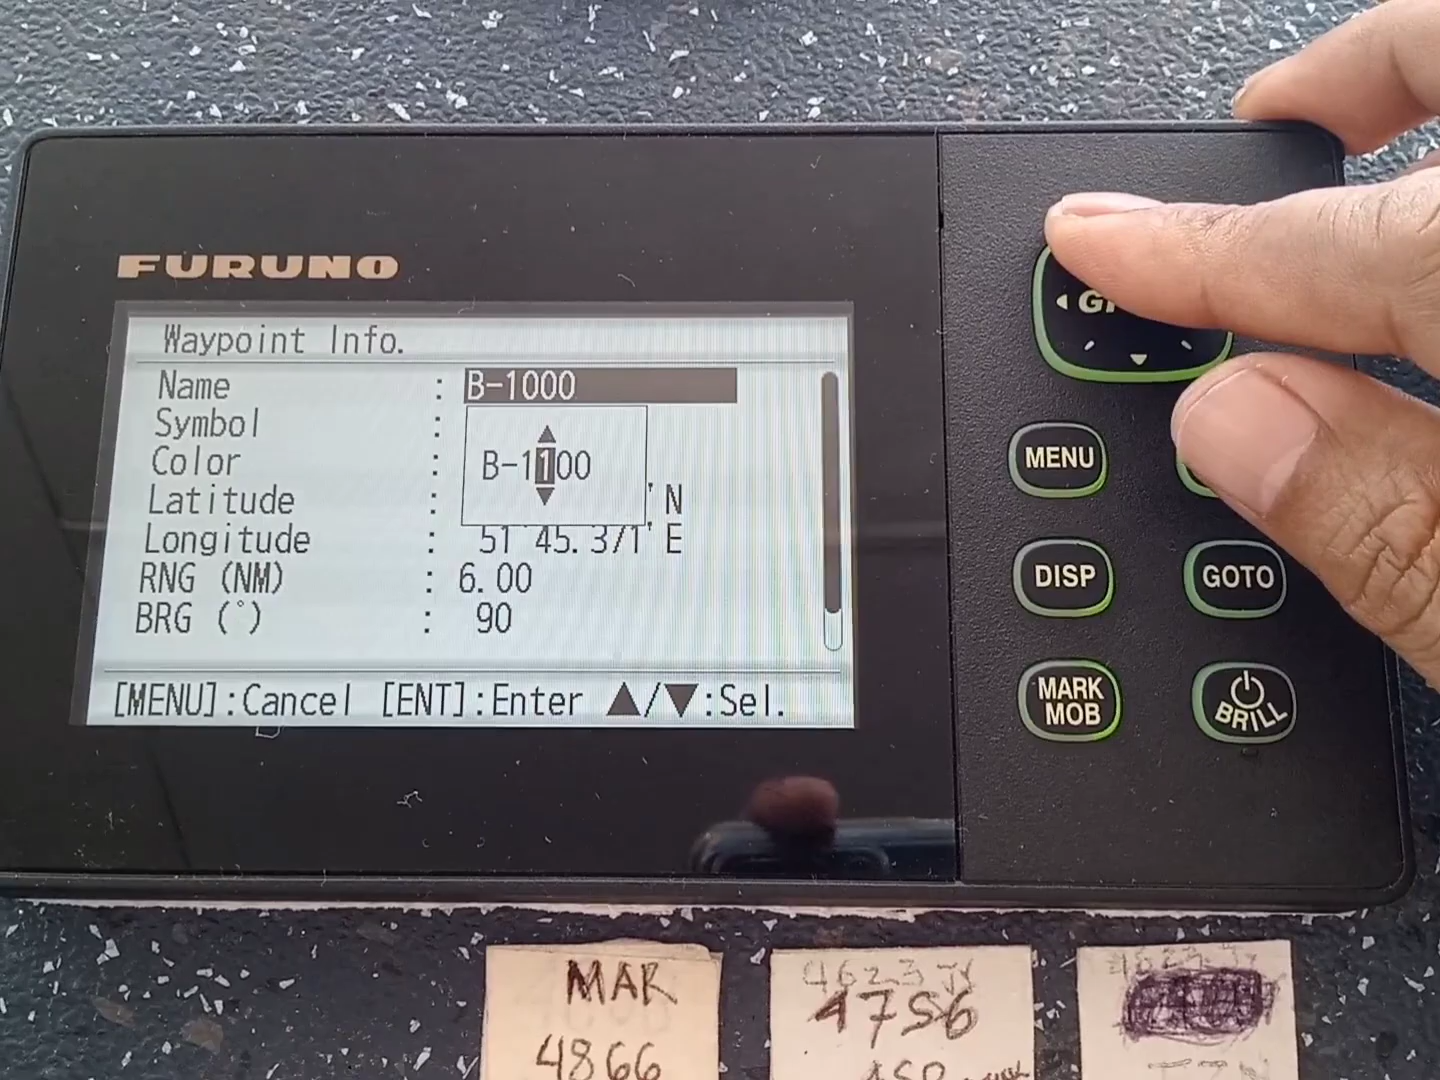 FURUNO
Waypoint Info.
Name : B-1000
Symbol :
B-1100
Color :
Latitude : ' N
Longitude : 51°45.371' E
RNG (NM) : 6.00
BRG (°) : 90
[MENU]:Cancel [ENT]:Enter ▲/▼:Sel.
MENU
DISP
GOTO
MARK
MOB
BRILL
MAR
4866
4756